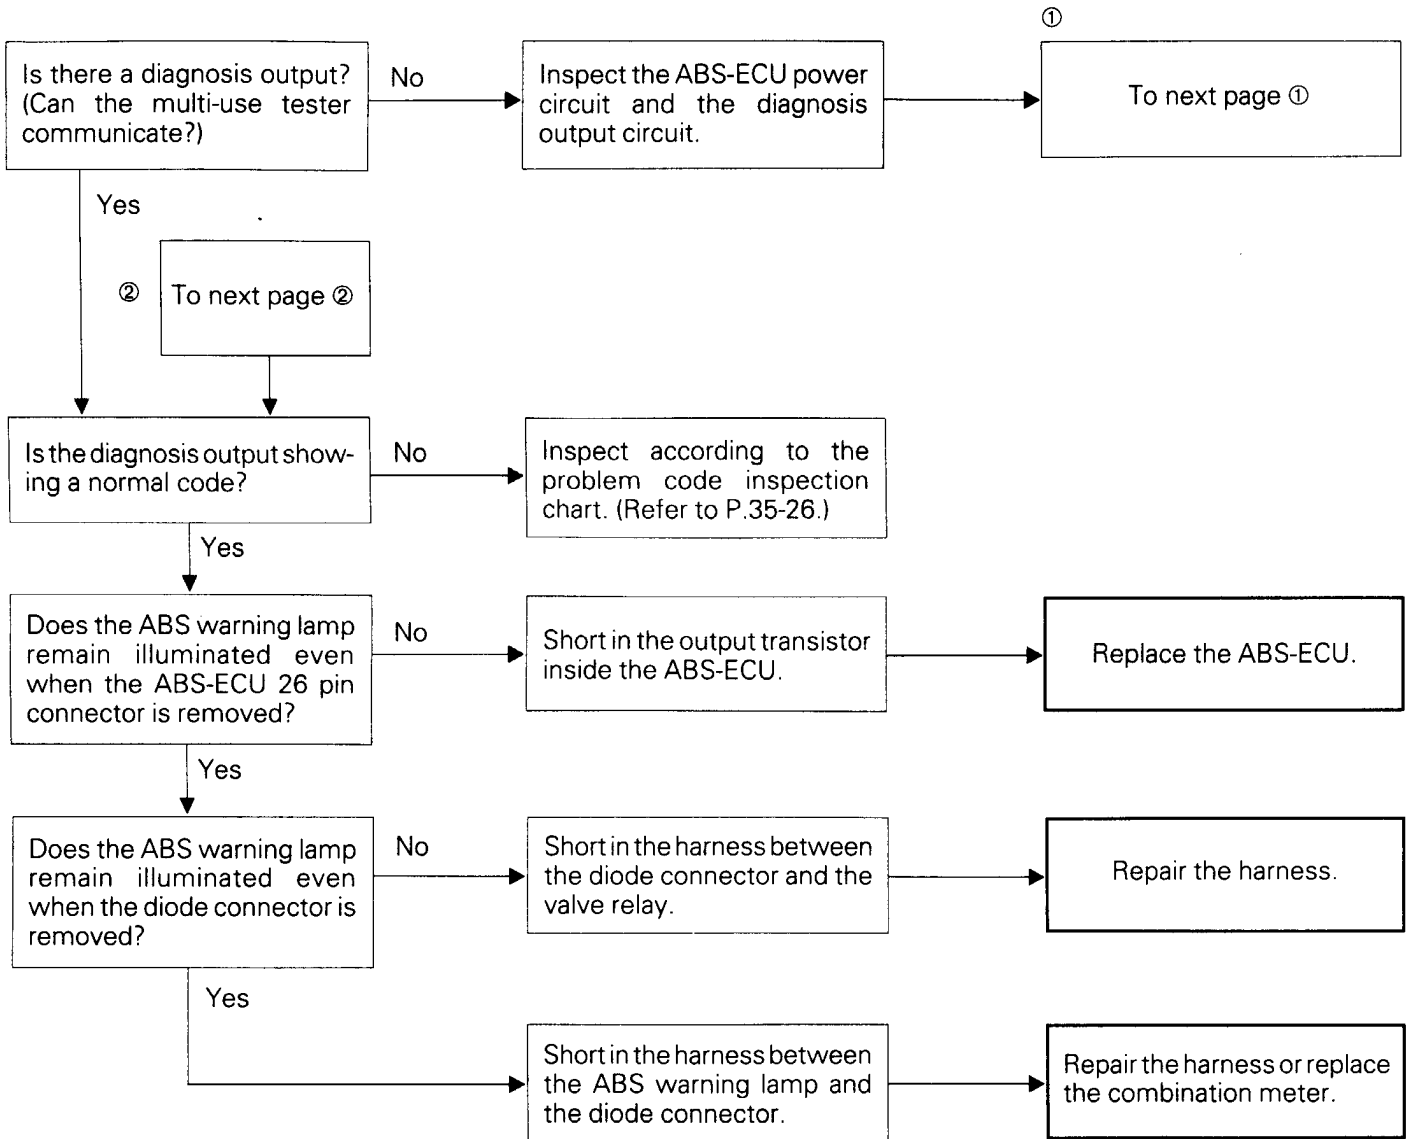 ①
Is there a diagnosis output?
(Can the multi-use tester
communicate?)
No
Inspect the ABS-ECU power
circuit and the diagnosis
output circuit.
To next page ①
Yes
②
To next page ②
Is the diagnosis output show-
ing a normal code?
No
Inspect according to the
problem code inspection
chart. (Refer to P.35-26.)
Yes
Does the ABS warning lamp
remain illuminated even
when the ABS-ECU 26 pin
connector is removed?
No
Short in the output transistor
inside the ABS-ECU.
Replace the ABS-ECU.
Yes
Does the ABS warning lamp
remain illuminated even
when the diode connector is
removed?
No
Short in the harness between
the diode connector and the
valve relay.
Repair the harness.
Yes
Short in the harness between
the ABS warning lamp and
the diode connector.
Repair the harness or replace
the combination meter.